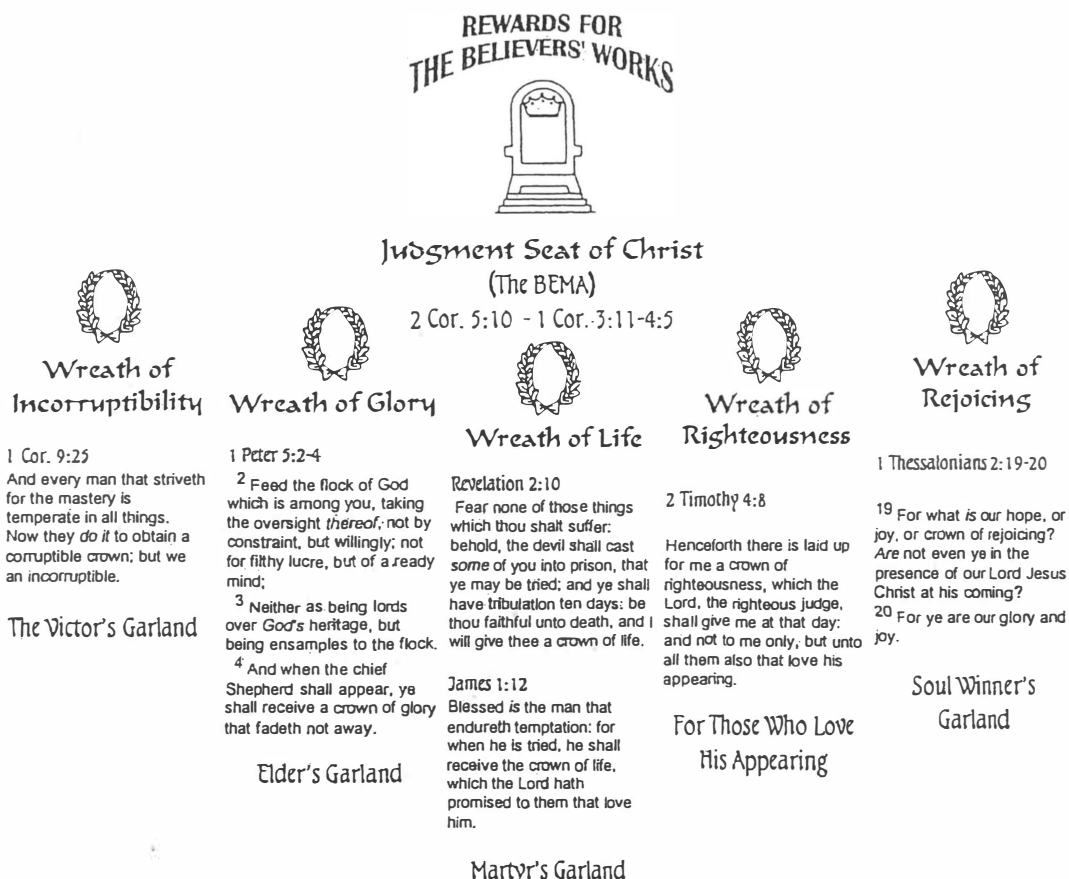 REWARDS FOR
THE BELIEVERS' WORKS
Judgment Seat of Christ
(The BEMA)
2 Cor. 5:10 - 1 Cor. 3:11-4:5
Wreath of
Incorruptibility
1 Cor. 9:25
And every man that striveth
for the mastery is
temperate in all things.
Now they do it to obtain a
corruptible crown; but we
an incorruptible.
The Victor's Garland
Wreath of Glory
1 Peter 5:2-4
2 Feed the flock of God
which is among you, taking
the oversight thereof, not by
constraint, but willingly; not
for filthy lucre, but of a ready
mind;
3 Neither as being lords
over God's heritage, but
being ensamples to the flock.
4 And when the chief
Shepherd shall appear, ye
shall receive a crown of glory
that fadeth not away.
Elder's Garland
Wreath of Life
Revelation 2:10
Fear none of those things
which thou shalt suffer:
behold, the devil shall cast
some of you into prison, that
ye may be tried; and ye shall
have tribulation ten days: be
thou faithful unto death, and I
will give thee a crown of life.
James 1:12
Blessed is the man that
endureth temptation: for
when he is tried, he shall
receive the crown of life,
which the Lord hath
promised to them that love
him.
Martyr's Garland
Wreath of
Righteousness
2 Timothy 4:8
Henceforth there is laid up
for me a crown of
righteousness, which the
Lord, the righteous judge,
shall give me at that day:
and not to me only, but unto
all them also that love his
appearing.
For Those Who Love
His Appearing
Wreath of
Rejoicing
1 Thessalonians 2:19-20
19 For what is our hope, or
joy, or crown of rejoicing?
Are not even ye in the
presence of our Lord Jesus
Christ at his coming?
20 For ye are our glory and
joy.
Soul Winner's
Garland